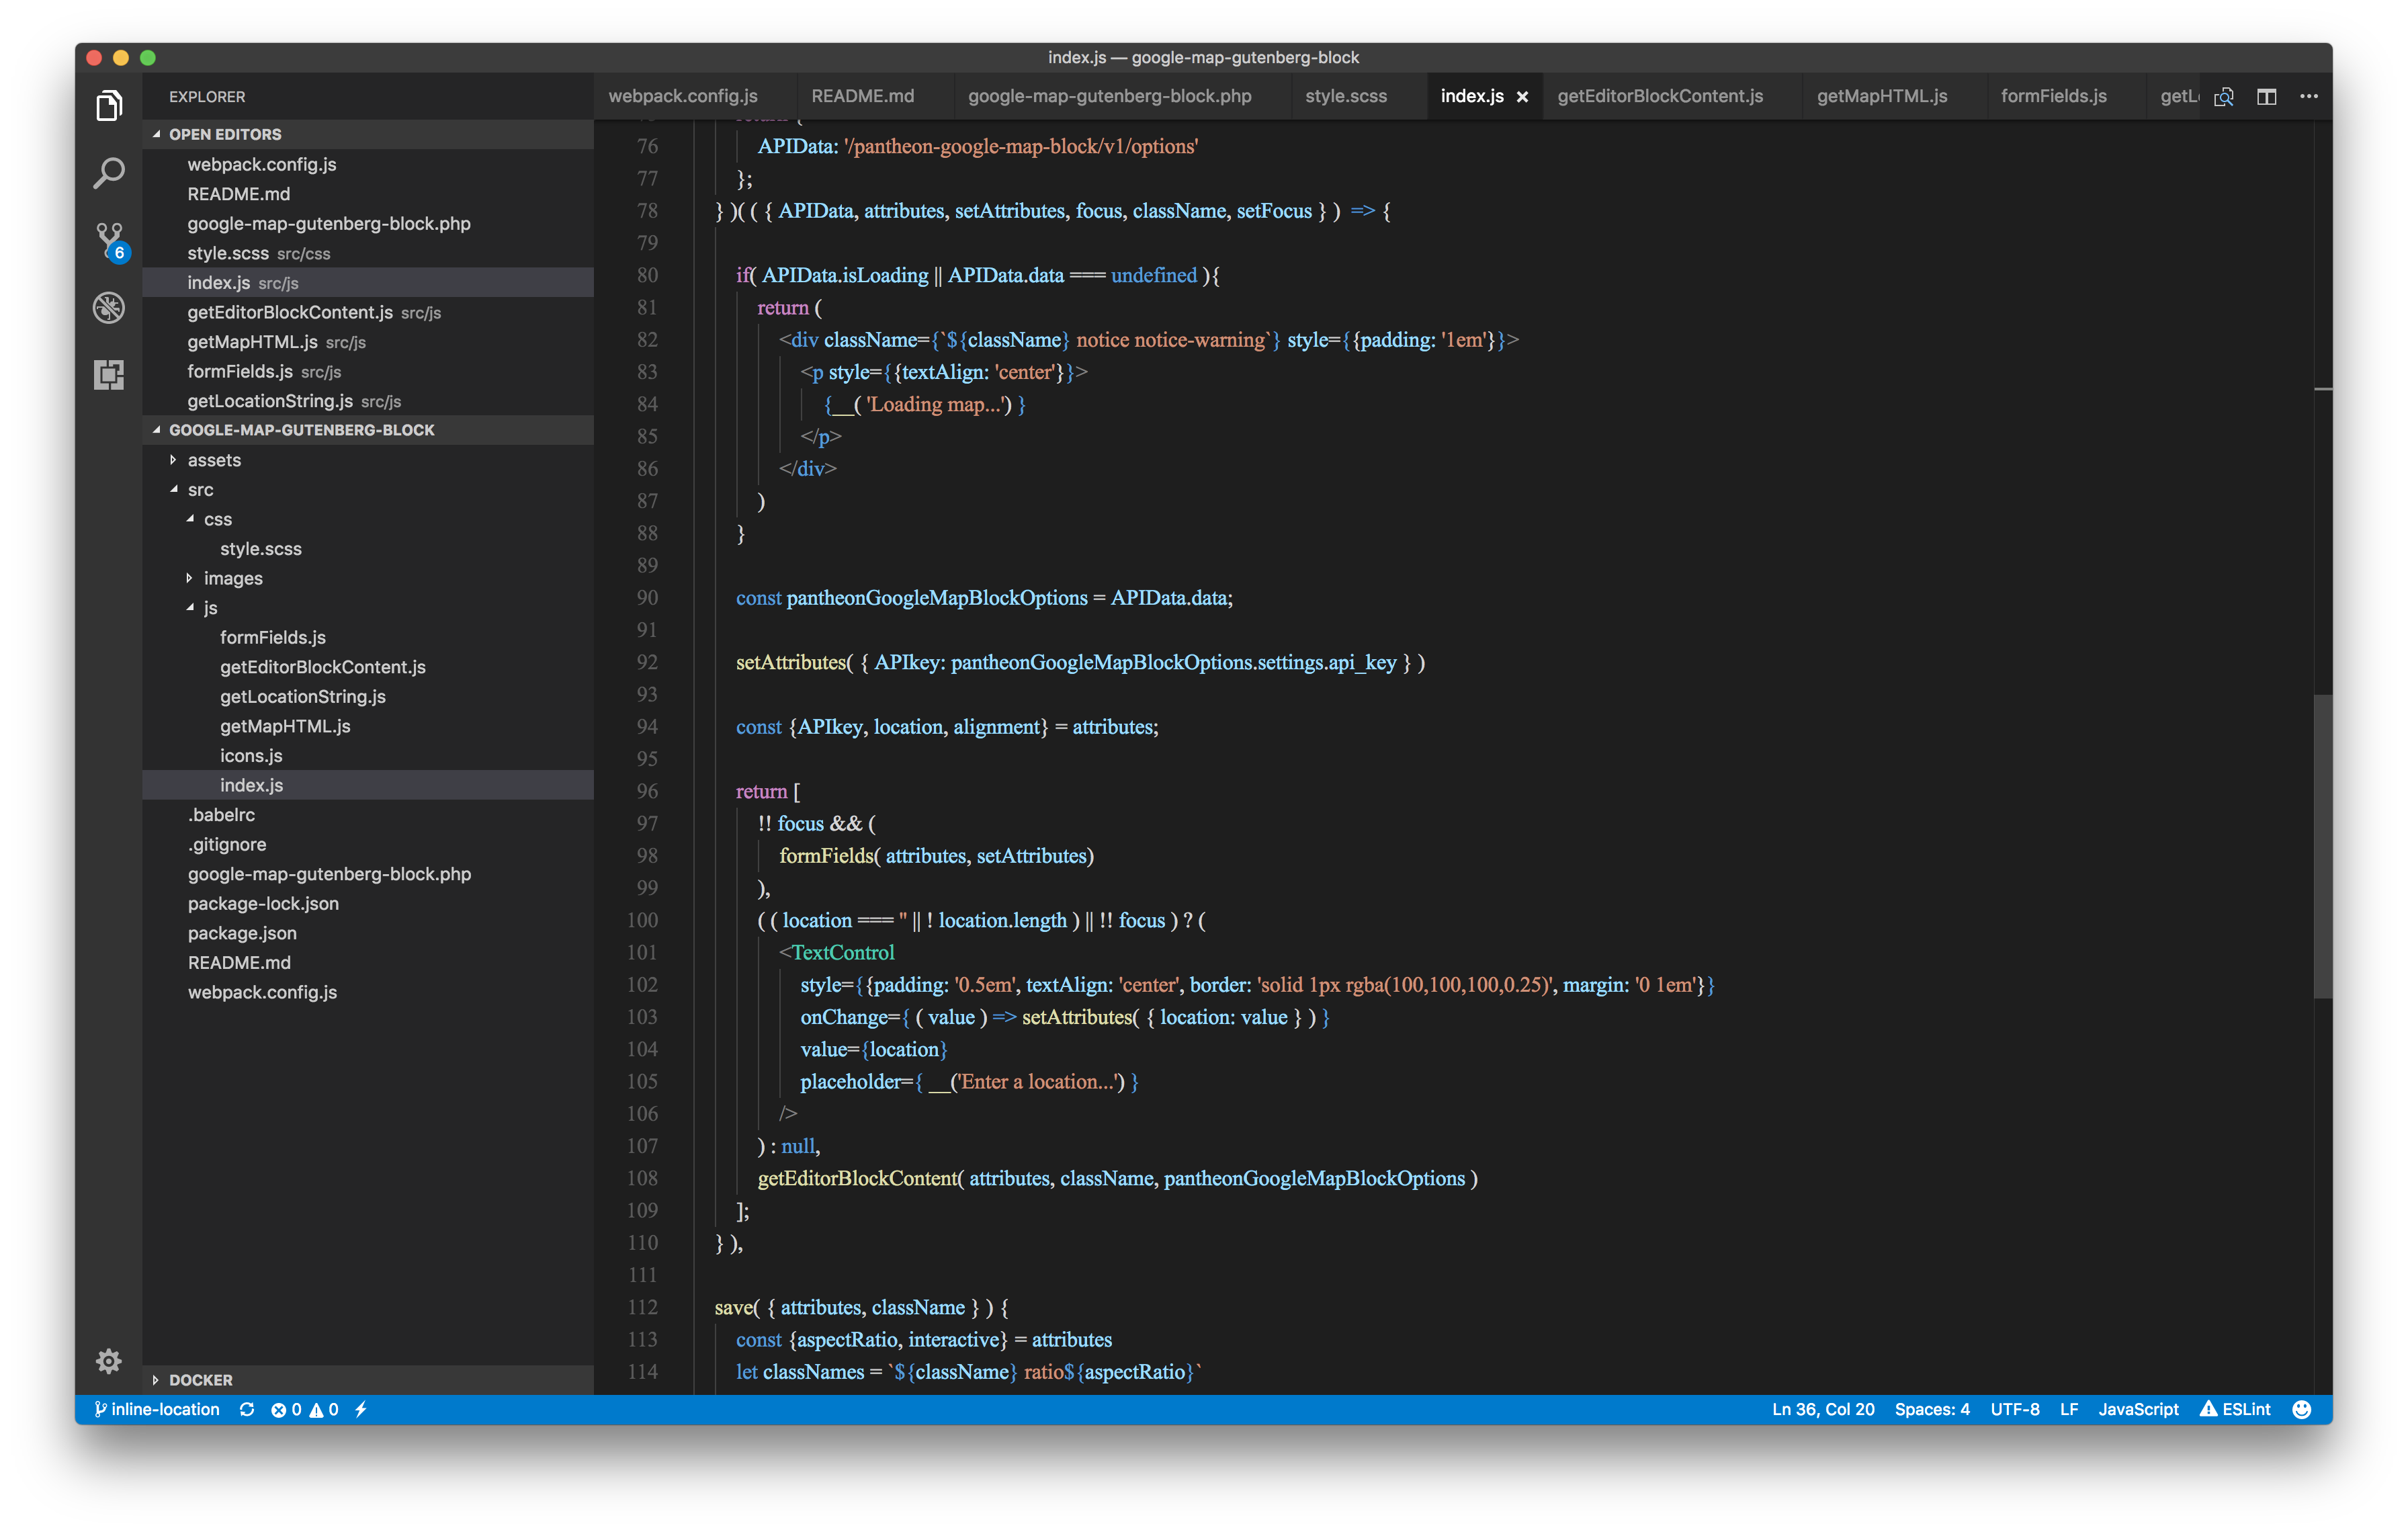 index.js — google-map-gutenberg-block
EXPLORER
OPEN EDITORS
webpack.config.js
README.md
google-map-gutenberg-block.php
style.scss src/css
index.js src/js
getEditorBlockContent.js src/js
getMapHTML.js src/js
formFields.js src/js
getLocationString.js src/js
GOOGLE-MAP-GUTENBERG-BLOCK
assets
src
css
style.scss
images
js
formFields.js
getEditorBlockContent.js
getLocationString.js
getMapHTML.js
icons.js
index.js
.babelrc
.gitignore
google-map-gutenberg-block.php
package-lock.json
package.json
README.md
webpack.config.js
DOCKER
6
webpack.config.js README.md google-map-gutenberg-block.php style.scss index.js × getEditorBlockContent.js getMapHTML.js formFields.js getL
76 APIData: '/pantheon-google-map-block/v1/options'
77 };
78 } )( ( { APIData, attributes, setAttributes, focus, className, setFocus } ) => {
79
80 if( APIData.isLoading || APIData.data === undefined ){
81 return (
82 <div className={`${className} notice notice-warning`} style={{padding: '1em'}}>
83 <p style={{textAlign: 'center'}}>
84 {__( 'Loading map...') }
85 </p>
86 </div>
87 )
88 }
89
90 const pantheonGoogleMapBlockOptions = APIData.data;
91
92 setAttributes( { APIkey: pantheonGoogleMapBlockOptions.settings.api_key } )
93
94 const {APIkey, location, alignment} = attributes;
95
96 return [
97 !! focus && (
98 formFields( attributes, setAttributes)
99 ),
100 ( ( location === '' || ! location.length ) || !! focus ) ? (
101 <TextControl
102 style={{padding: '0.5em', textAlign: 'center', border: 'solid 1px rgba(100,100,100,0.25)', margin: '0 1em'}}
103 onChange={ ( value ) => setAttributes( { location: value } ) }
104 value={location}
105 placeholder={ __('Enter a location...') }
106 />
107 ) : null,
108 getEditorBlockContent( attributes, className, pantheonGoogleMapBlockOptions )
109 ];
110 } ),
111
112 save( { attributes, className } ) {
113 const {aspectRatio, interactive} = attributes
114 let classNames = `${className} ratio${aspectRatio}`
inline-location 0 0 Ln 36, Col 20 Spaces: 4 UTF-8 LF JavaScript ESLint